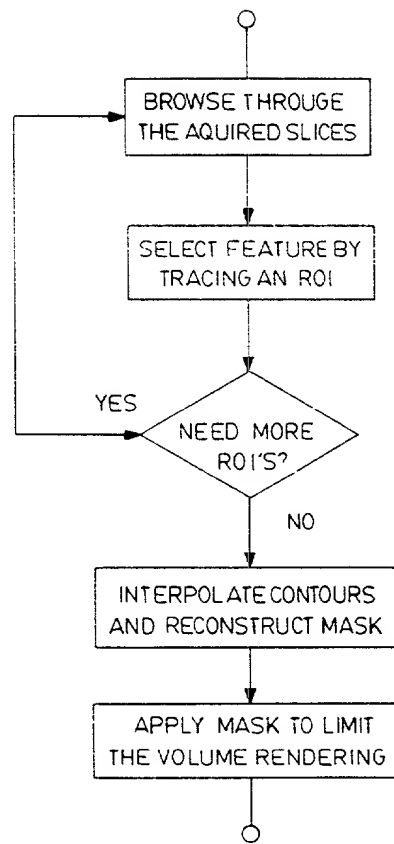 BROWSE THROUGE
THE AQUIRED SLICES
SELECT FEATURE BY
TRACING AN ROI
YES
NEED MORE
ROI'S?
NO
INTERPOLATE CONTOURS
AND RECONSTRUCT MASK
APPLY MASK TO LIMIT
THE VOLUME RENDERING